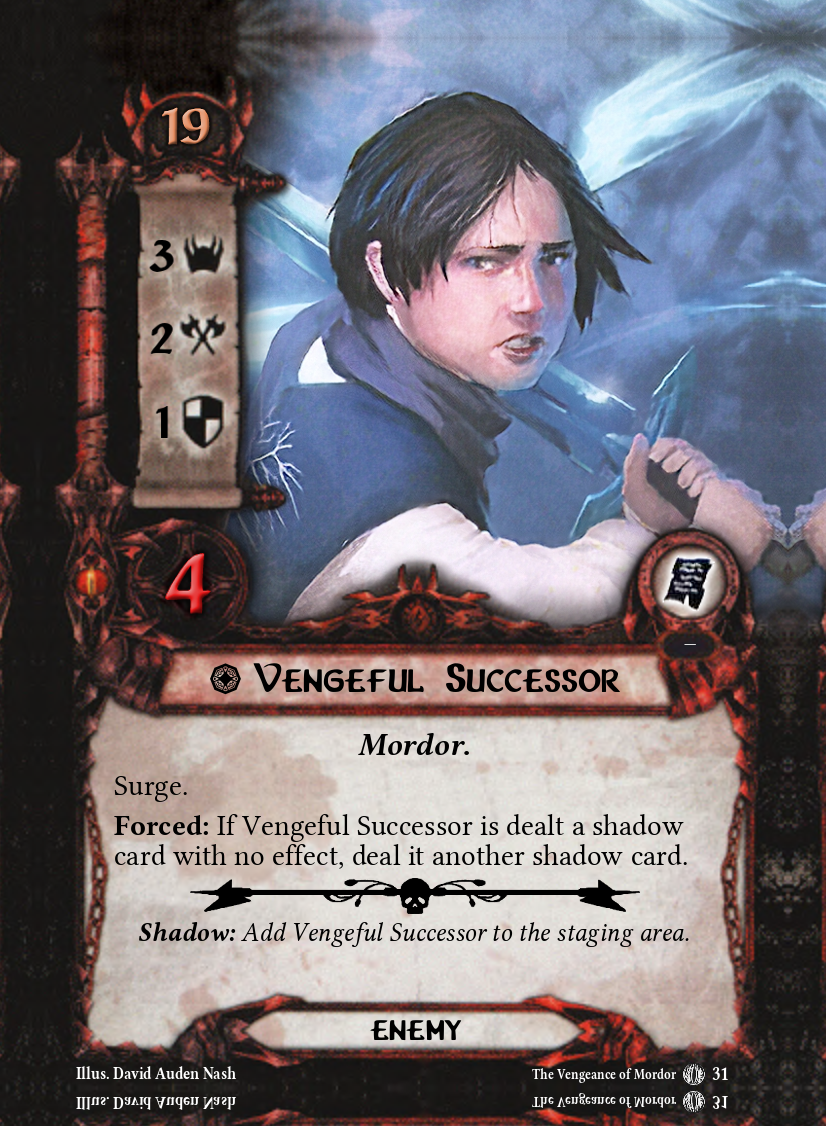 19
3
2
1
4
–
Vengeful Successor
Mordor.
Surge.
Forced: If Vengeful Successor is dealt a shadow
card with no effect, deal it another shadow card.
Shadow: Add Vengeful Successor to the staging area.
ENEMY
Illus. David Auden Nash
The Vengeance of Mordor 31
Illus. David Auden Nash
The Vengeance of Mordor 31